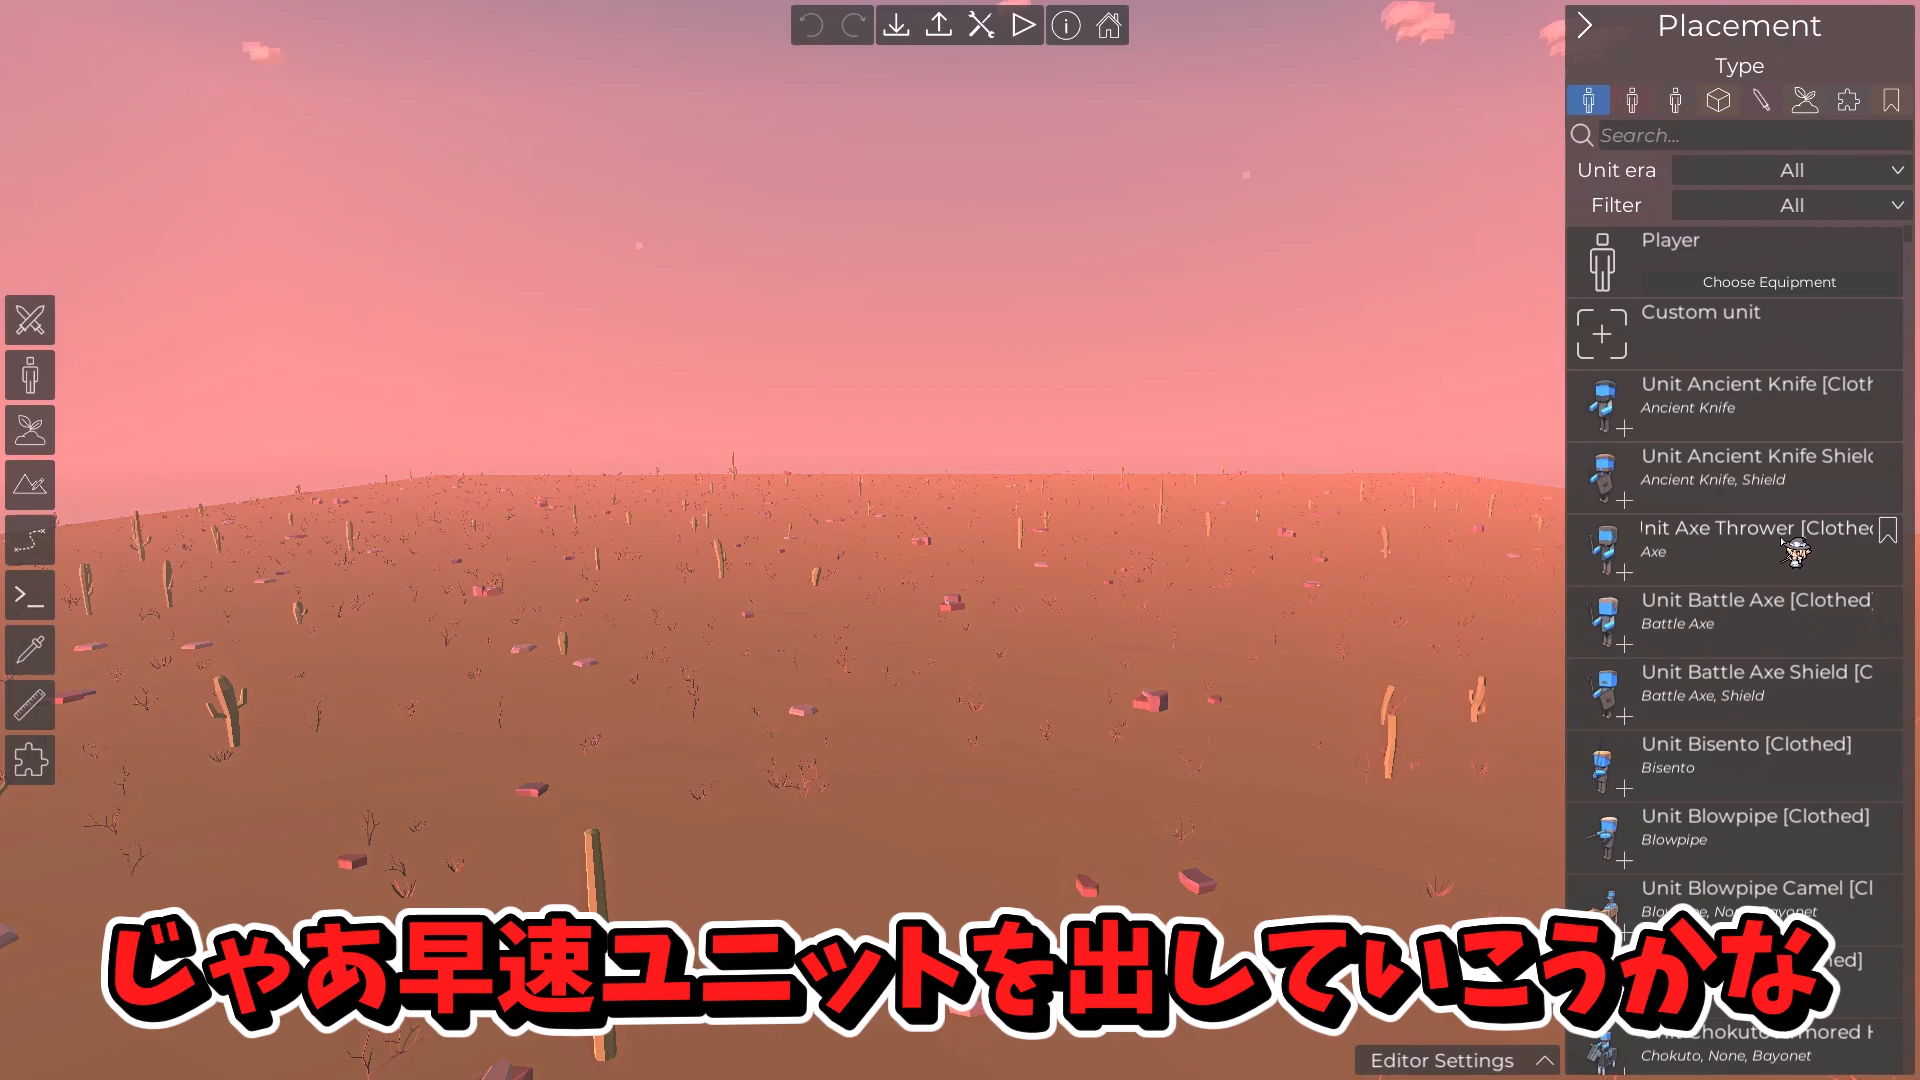 Placement
Type
Search...
Unit era
All
Filter
All
Player
Choose Equipment
Custom unit
Unit Ancient Knife [Cloth
Ancient Knife
Unit Ancient Knife Shield
Ancient Knife, Shield
Unit Axe Thrower [Clothed
Axe
Unit Battle Axe [Clothed]
Battle Axe
Unit Battle Axe Shield [C
Battle Axe, Shield
Unit Bisento [Clothed]
Bisento
Unit Blowpipe [Clothed]
Blowpipe
Unit Blowpipe Camel [Cl
じゃあ早速ユニットを出していこうかな
Chokuto, None, Bayonet
Editor Settings